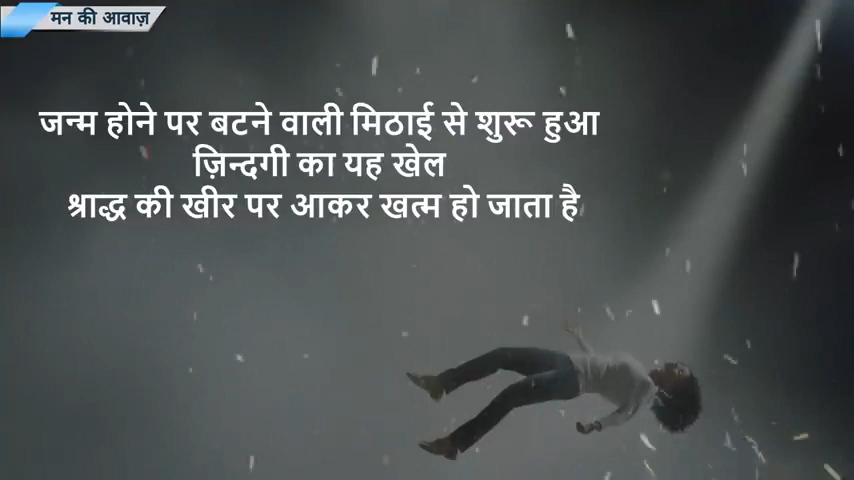 मन की आवाज़
जन्म होने पर बटने वाली मिठाई से शुरू हुआ
ज़िन्दगी का यह खेल
श्राद्ध की खीर पर आकर खत्म हो जाता है